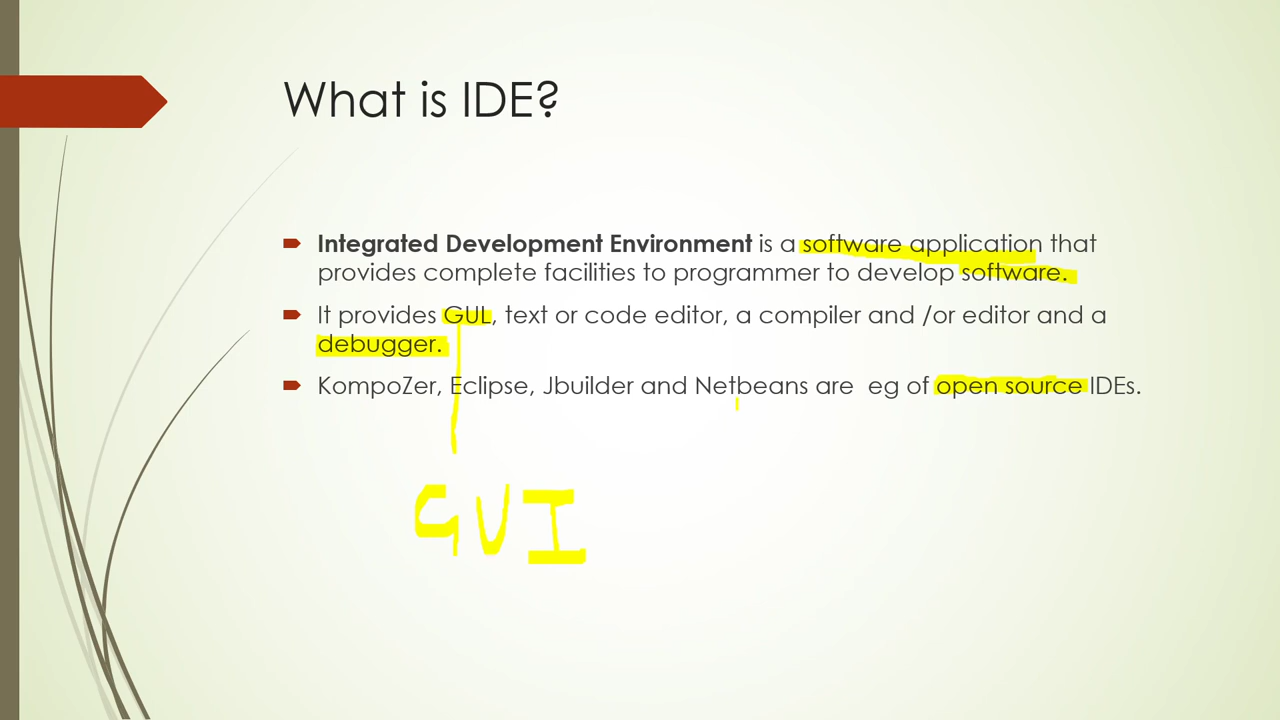 What is IDE?
Integrated Development Environment is a software application that
provides complete facilities to programmer to develop software.
It provides GUL, text or code editor, a compiler and /or editor and a
debugger.
KompoZer, Eclipse, Jbuilder and Netbeans are eg of open source IDEs.
GUI